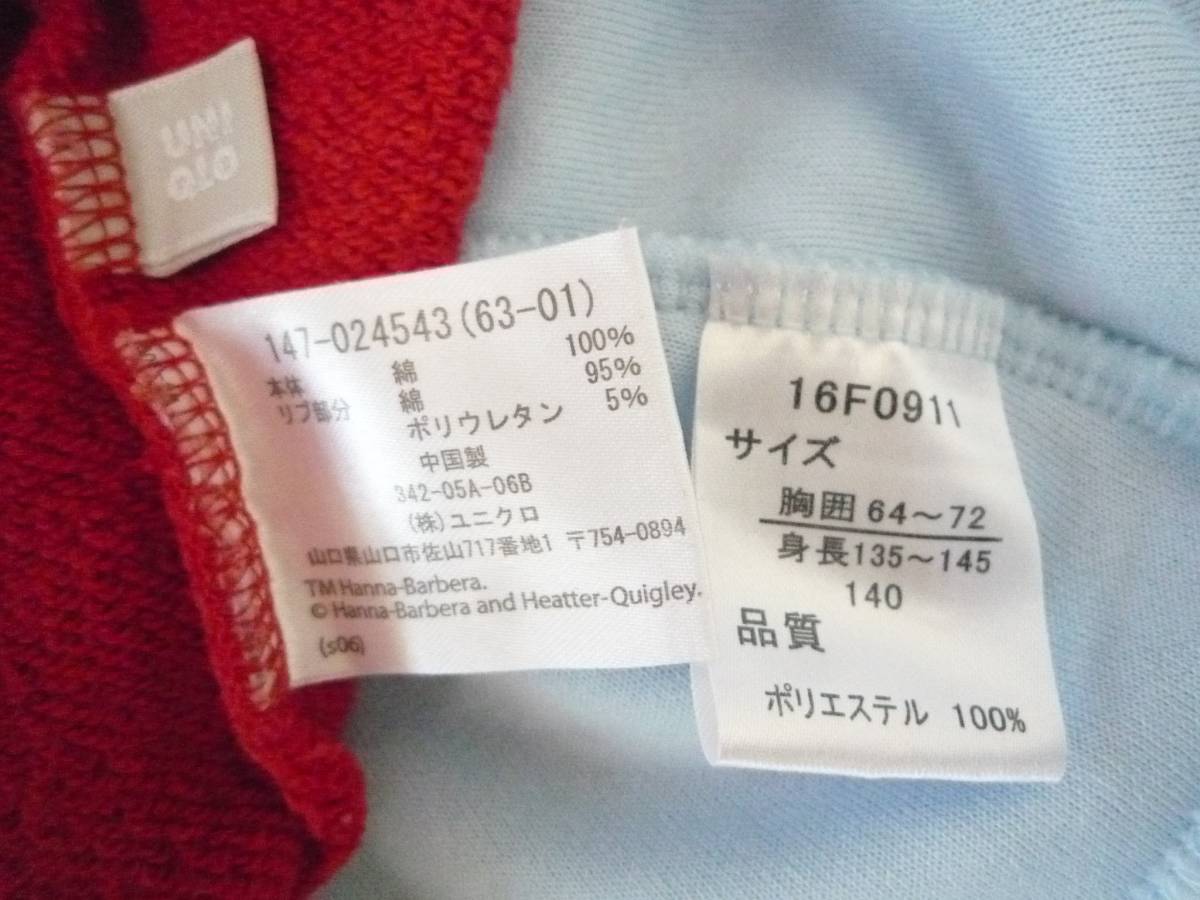 UNI
QLO
147-024543(63-01)
本体 綿 100%
リブ部分 綿 95%
ポリウレタン 5%
中国製
342-05A-06B
(株)ユニクロ
山口県山口市佐山717番地1 〒754-0894
TM Hanna-Barbera.
© Hanna-Barbera and Heatter-Quigley.
(s06)
16F0911
サイズ
胸囲 64～72
身長135～145
140
品質
ポリエステル 100%